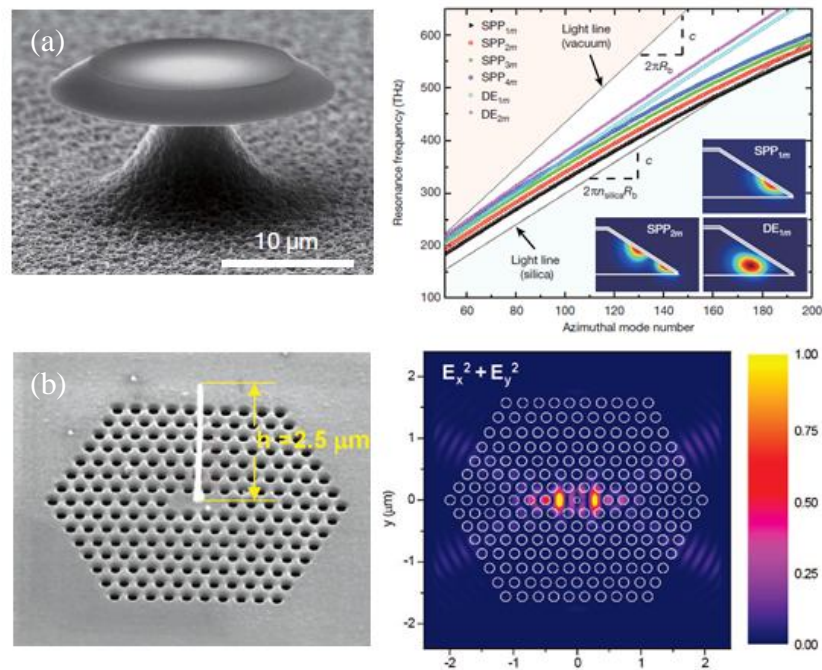 (a)
10 µm
SPP1m
SPP2m
SPP3m
SPP4m
DE1m
DE2m
Light line
(vacuum)
c
2πRb
c
2πnsilicaRb
Light line
(silica)
SPP1m
SPP2m
DE1m
Resonance frequency (THz)
600
500
400
300
200
100
60
80
100
120
140
160
180
200
Azimuthal mode number
(b)
h =2.5 µm
Ex2 + Ey2
y (µm)
2
1
0
-1
-2
-2
-1
0
1
2
1.00
0.75
0.50
0.25
0.00